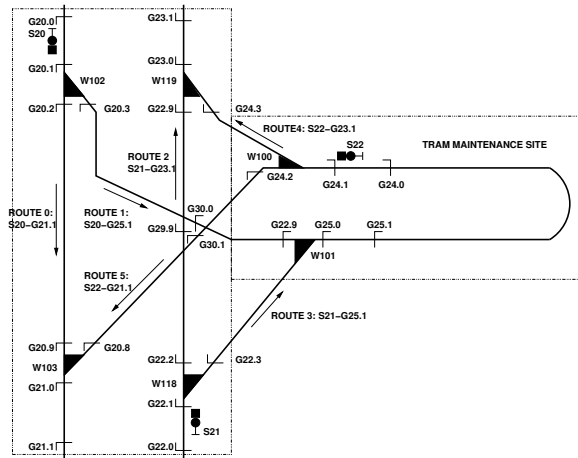 G20.0
S20
G20.1
W102
G20.2
G20.3
G23.1
G23.0
W119
G22.9
G24.3
ROUTE4: S22-G23.1
S22
TRAM MAINTENANCE SITE
W100
G24.2
G24.1
G24.0
ROUTE 2
S21-G23.1
ROUTE 0:
S20-G21.1
ROUTE 1:
S20-G25.1
G30.0
G29.9
G30.1
G22.9
G25.0
G25.1
W101
ROUTE 5:
S22-G21.1
ROUTE 3: S21-G25.1
G20.9
G20.8
W103
G21.0
G21.1
G22.2
G22.3
W118
G22.1
S21
G22.0